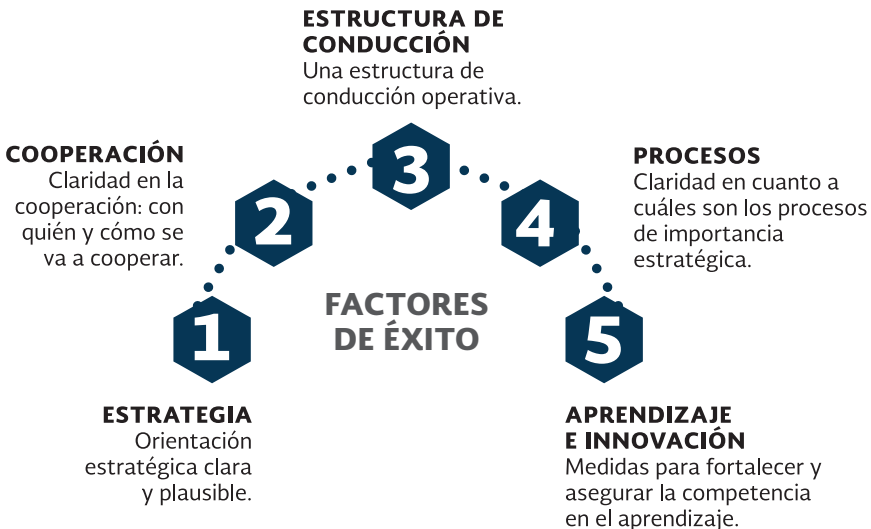 ESTRUCTURA DE
CONDUCCIÓN
Una estructura de
conducción operativa.
3
COOPERACIÓN
Claridad en la
cooperación: con
quién y cómo se
va a cooperar.
2
4
PROCESOS
Claridad en cuanto a
cuáles son los procesos
de importancia
estratégica.
FACTORES
DE ÉXITO
1
ESTRATEGIA
Orientación
estratégica clara
y plausible.
5
APRENDIZAJE
E INNOVACIÓN
Medidas para fortalecer y
asegurar la competencia
en el aprendizaje.